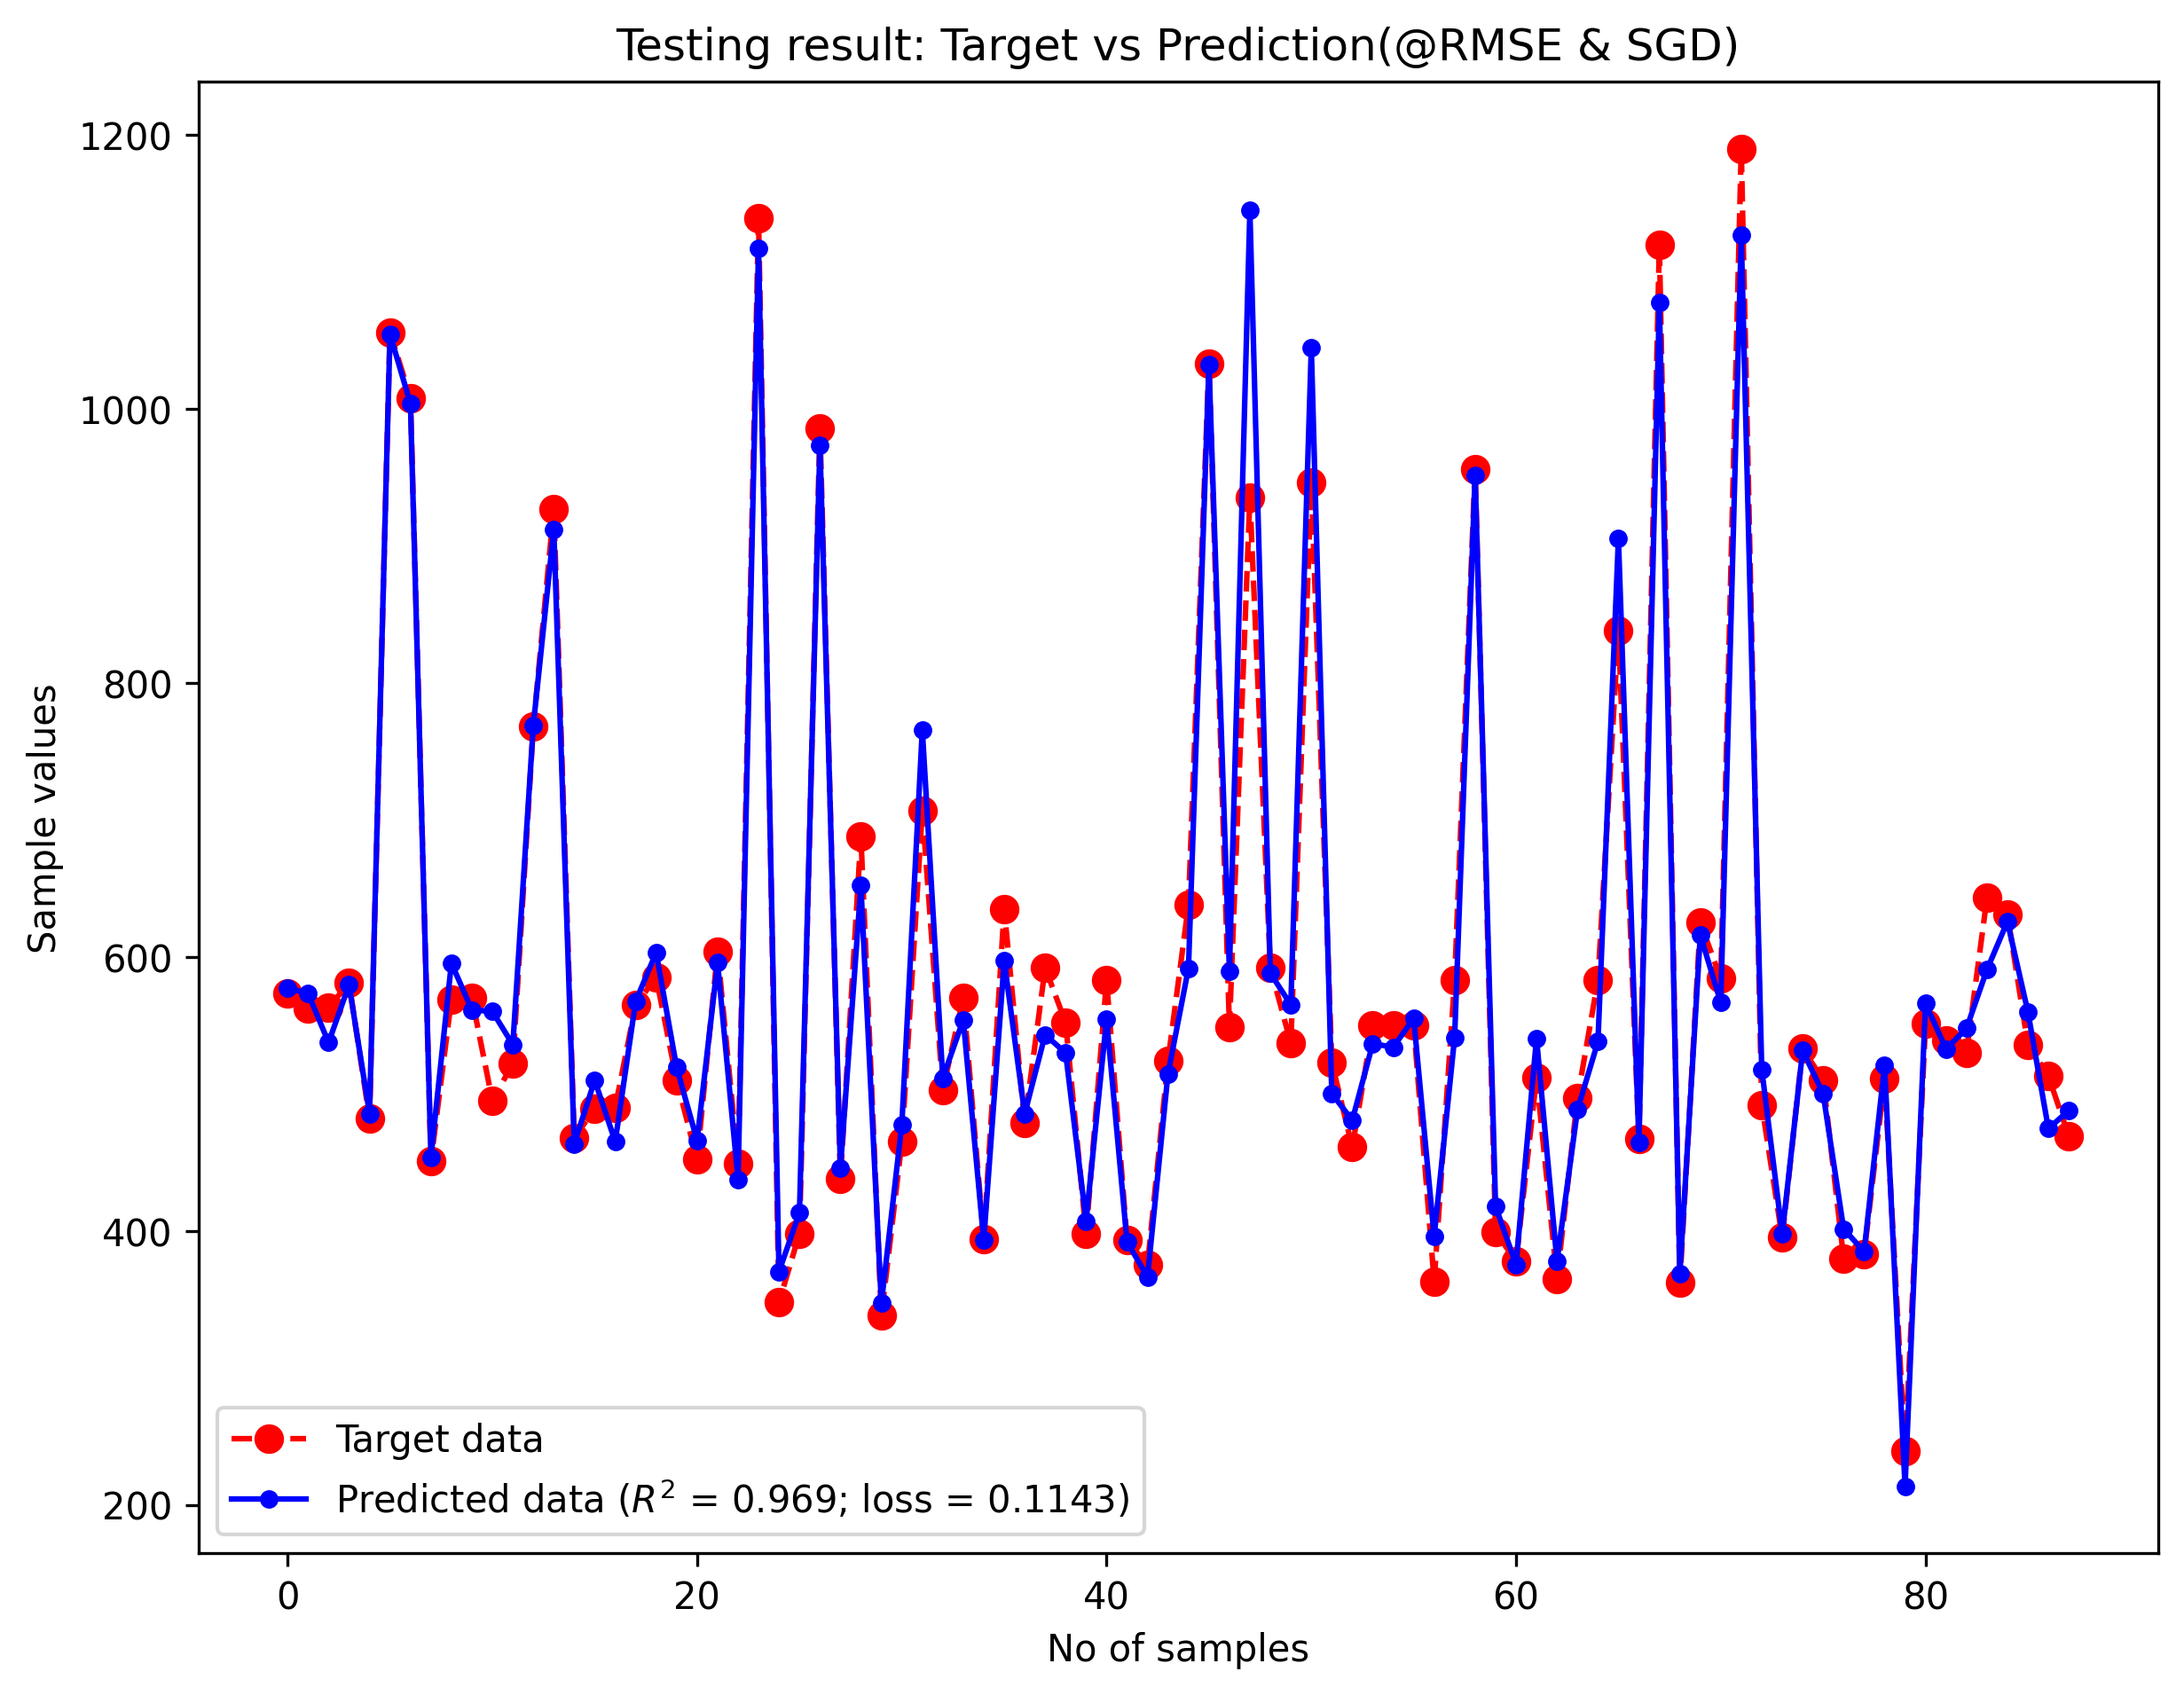 Testing result: Target vs Prediction(@RMSE & SGD)
1200
1000
800
600
400
200
Sample values
Target data
Predicted data (R² = 0.969; loss = 0.1143)
0 20 40 60 80
No of samples